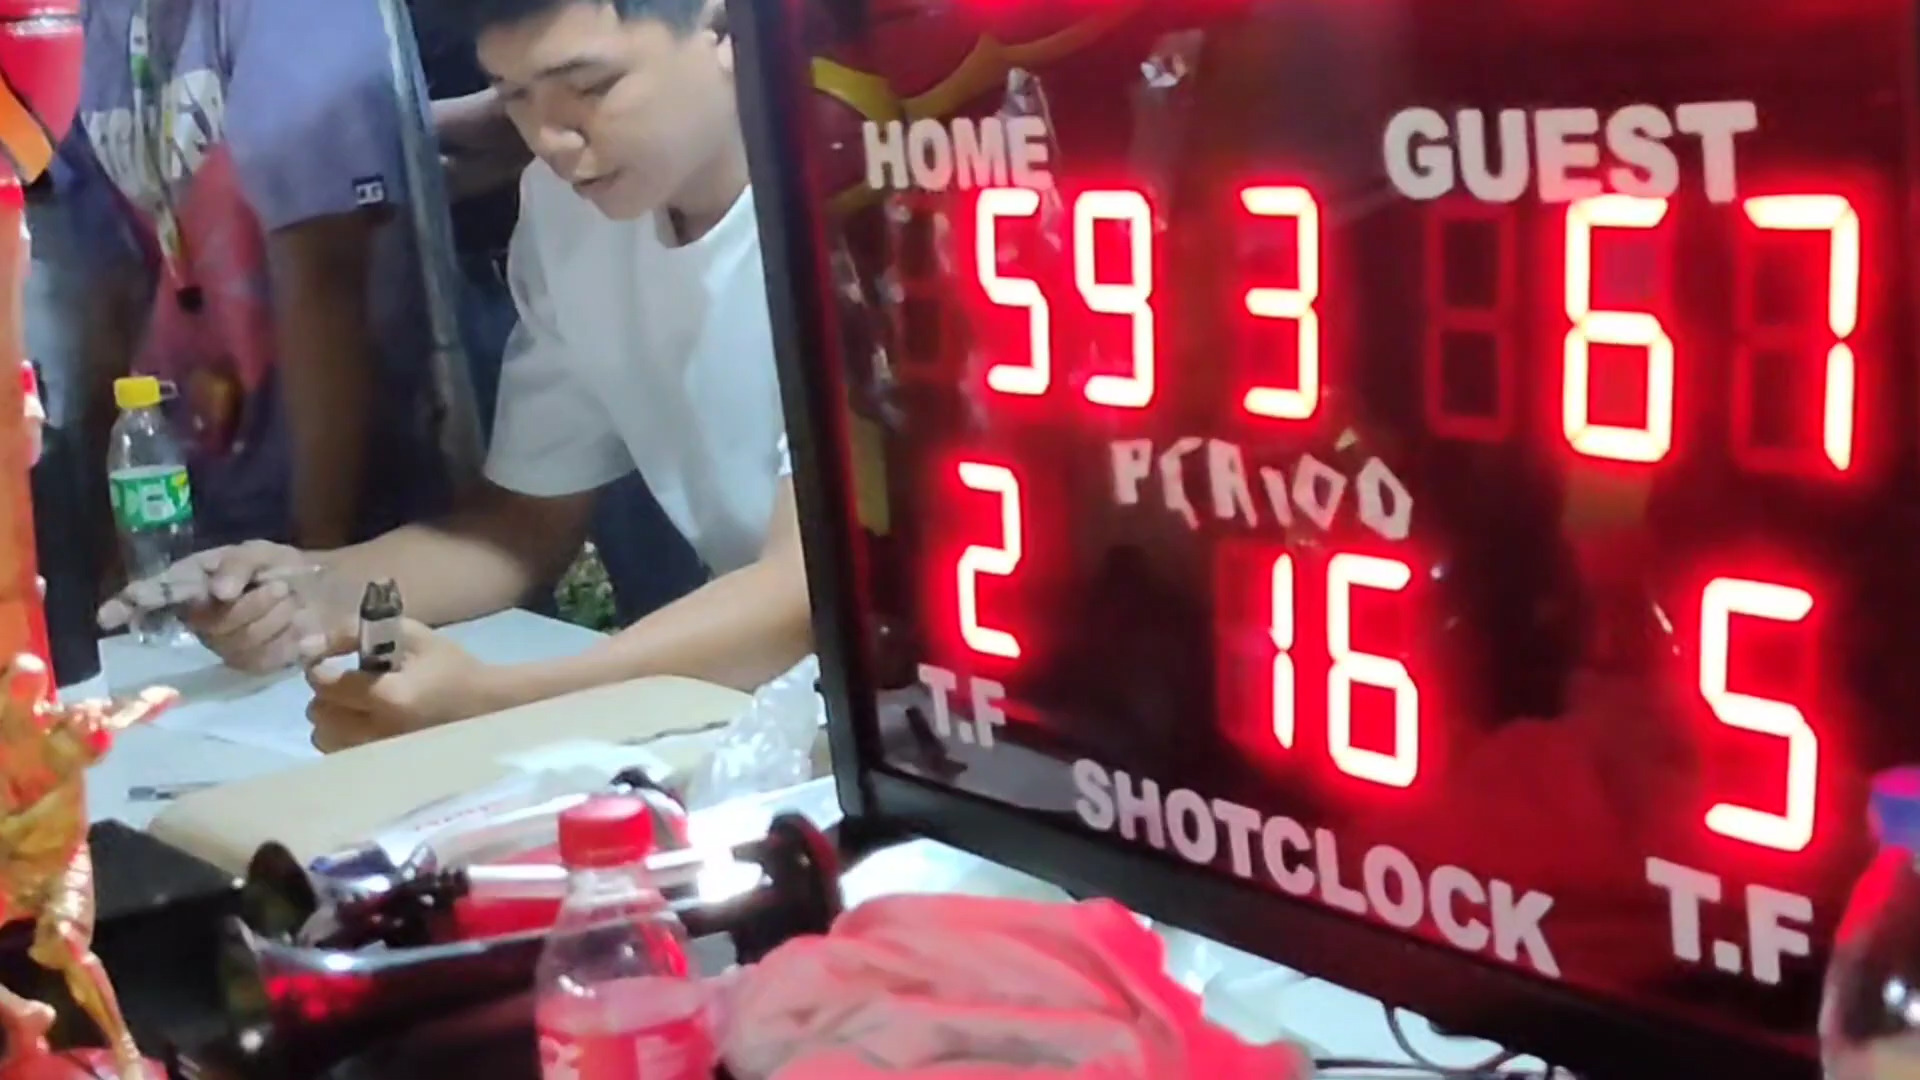 HOME GUEST
59 3 67
PERIOD
2 16 5
T.F SHOTCLOCK T.F